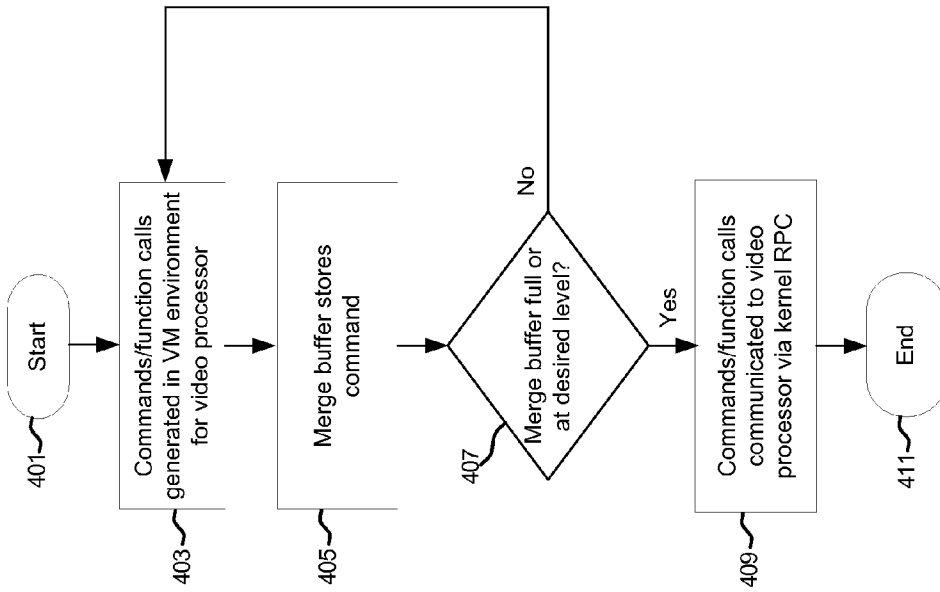 Start
401
Commands/function calls
generated in VM environment
for video processor
403
Merge buffer stores
command
405
Merge buffer full or
at desired level?
407
No
Yes
Commands/function calls
communicated to video
processor via kernel RPC
409
End
411